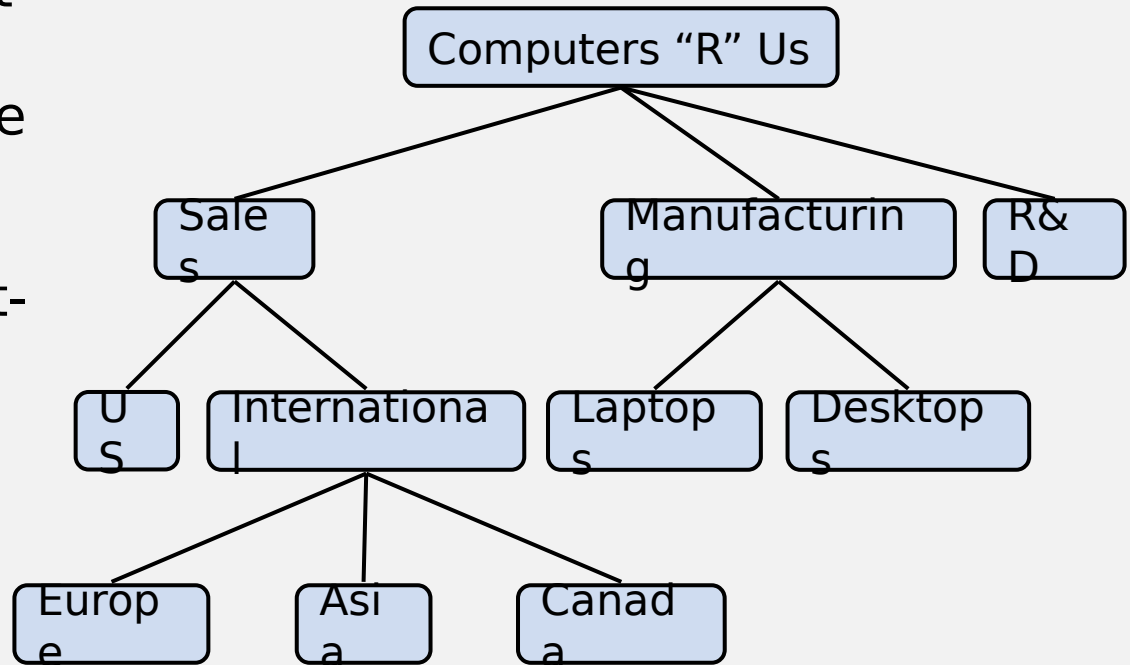 Computers “R” Us
e
Sale
s
Manufacturin
g
R&
D
-
U
S
Internationa
l
Laptop
s
Desktop
s
Europ
e
Asi
a
Canad
a